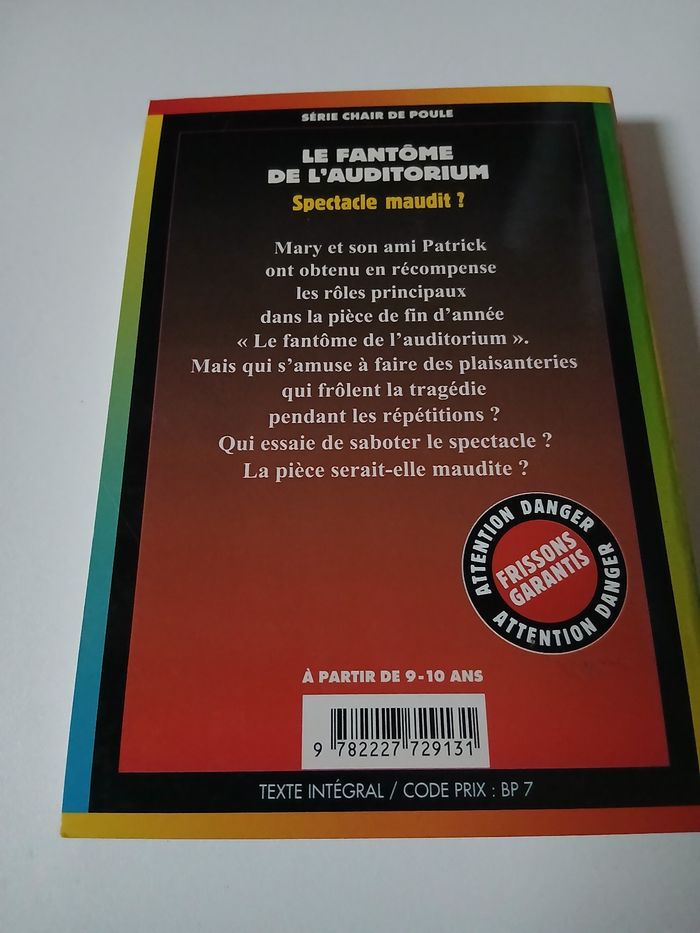 SÉRIE CHAIR DE POULE
LE FANTÔME
DE L'AUDITORIUM
Spectacle maudit ?
Mary et son ami Patrick
ont obtenu en récompense
les rôles principaux
dans la pièce de fin d'année
« Le fantôme de l'auditorium ».
Mais qui s'amuse à faire des plaisanteries
qui frôlent la tragédie
pendant les répétitions ?
Qui essaie de saboter le spectacle ?
La pièce serait-elle maudite ?
ATTENTION DANGER
FRISSONS
GARANTIS
ATTENTION DANGER
À PARTIR DE 9-10 ANS
9 782227 729131
TEXTE INTÉGRAL / CODE PRIX : BP 7